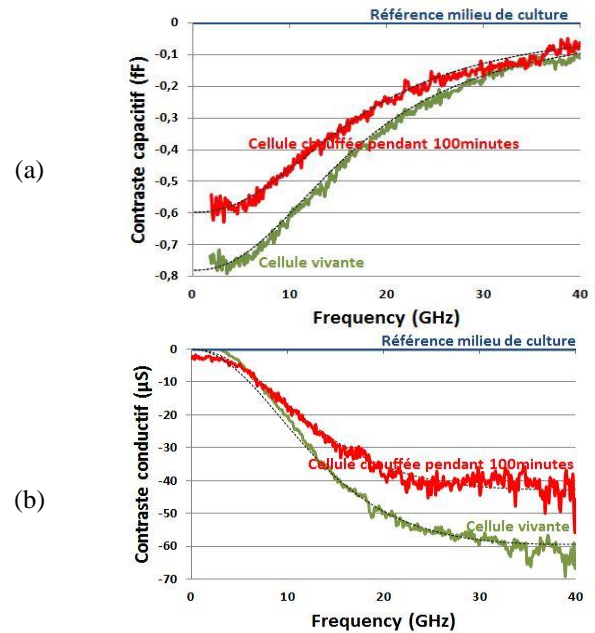 (a)
Contraste capacitif (fF)
Référence milieu de culture
0
-0,1
-0,2
-0,3
-0,4
-0,5
-0,6
-0,7
-0,8
Cellule chauffée pendant 100minutes
Cellule vivante
0 10 20 30 40
Frequency (GHz)
(b)
Contraste conductif (µS)
Référence milieu de culture
0
-10
-20
-30
-40
-50
-60
-70
Cellule chauffée pendant 100minutes
Cellule vivante
0 10 20 30 40
Frequency (GHz)